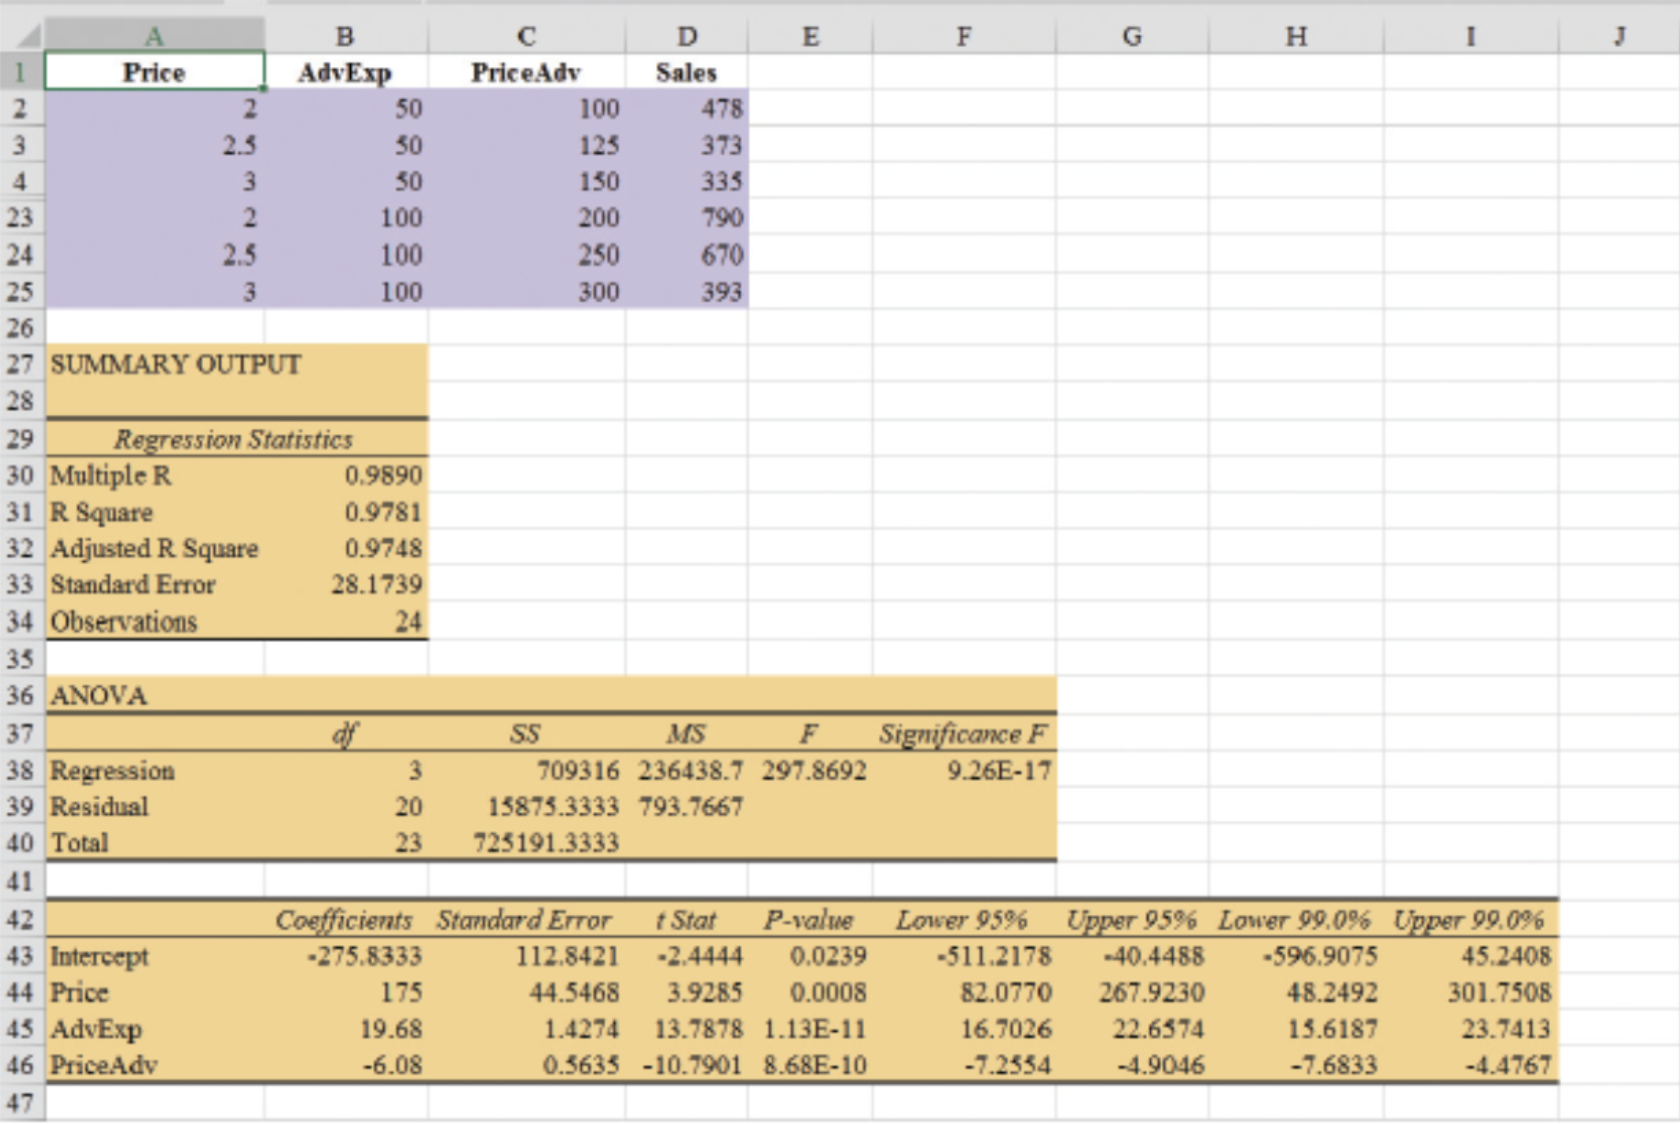 A B C D E F G H I J
1 Price AdvExp PriceAdv Sales
2 2 50 100 478
3 2.5 50 125 373
4 3 50 150 335
23 2 100 200 790
24 2.5 100 250 670
25 3 100 300 393
26
27 SUMMARY OUTPUT
28
29 Regression Statistics
30 Multiple R 0.9890
31 R Square 0.9781
32 Adjusted R Square 0.9748
33 Standard Error 28.1739
34 Observations 24
35
36 ANOVA
37 df SS MS F Significance F
38 Regression 3 709316 236438.7 297.8692 9.26E-17
39 Residual 20 15875.3333 793.7667
40 Total 23 725191.3333
41
42 Coefficients Standard Error t Stat P-value Lower 95% Upper 95% Lower 99.0% Upper 99.0%
43 Intercept -275.8333 112.8421 -2.4444 0.0239 -511.2178 -40.4488 -596.9075 45.2408
44 Price 175 44.5468 3.9285 0.0008 82.0770 267.9230 48.2492 301.7508
45 AdvExp 19.68 1.4274 13.7878 1.13E-11 16.7026 22.6574 15.6187 23.7413
46 PriceAdv -6.08 0.5635 -10.7901 8.68E-10 -7.2554 -4.9046 -7.6833 -4.4767
47